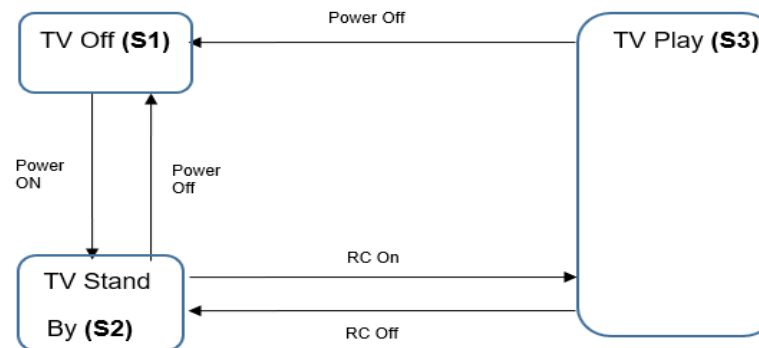 Power Off
TV Off (S1)
TV Play (S3)
Power
ON
Power
Off
RC On
TV Stand
By (S2)
RC Off